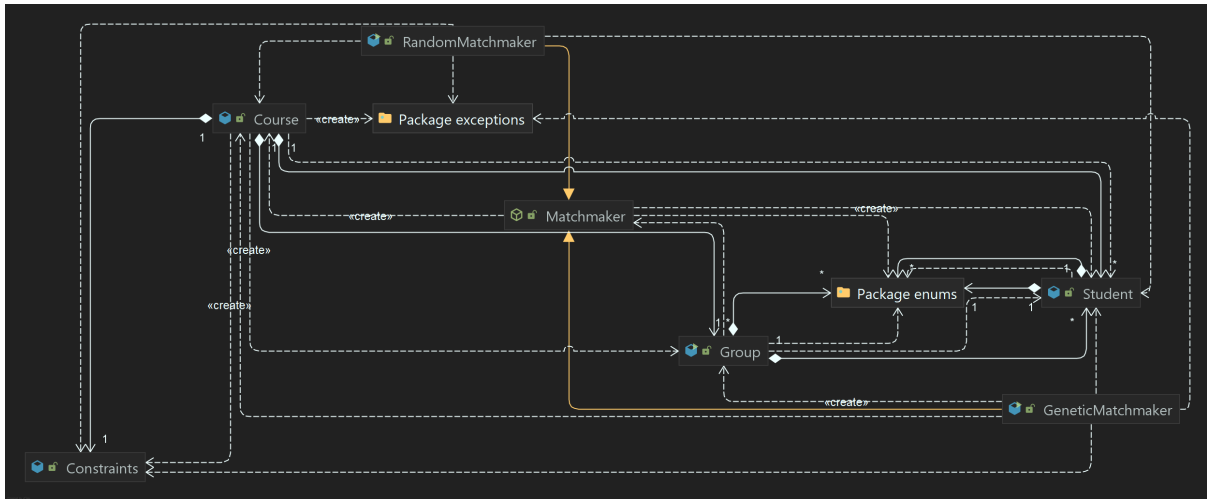 RandomMatchmaker
Course
«create»
Package exceptions
1
1
1
Matchmaker
«create»
«create»
«create»
«create»
*
*
1
*
Package enums
Student
1
1
*
1
*
1
Group
«create»
GeneticMatchmaker
1
Constraints